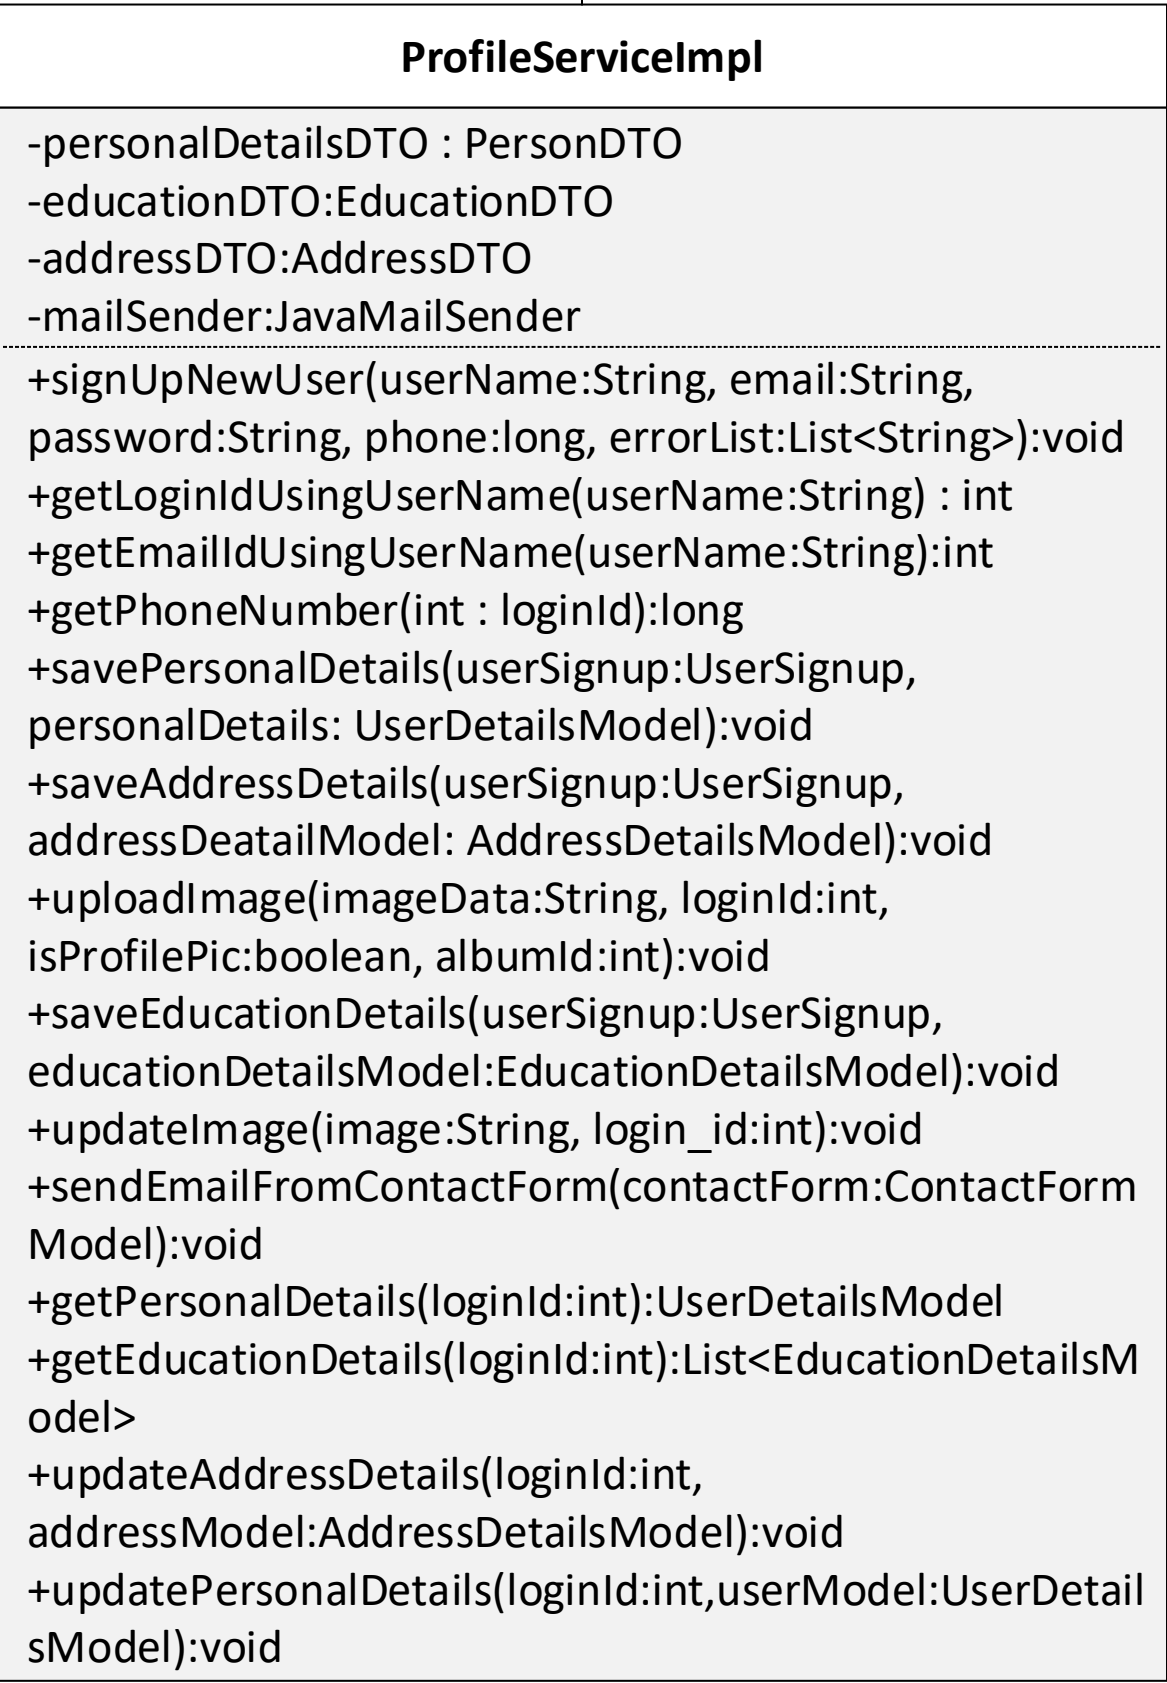 ProfileServiceImpl
-personalDetailsDTO : PersonDTO
-educationDTO:EducationDTO
-addressDTO:AddressDTO
-mailSender:JavaMailSender
+signUpNewUser(userName:String, email:String,
password:String, phone:long, errorList:List<String>):void
+getLoginIdUsingUserName(userName:String) : int
+getEmailIdUsingUserName(userName:String):int
+getPhoneNumber(int : loginId):long
+savePersonalDetails(userSignup:UserSignup,
personalDetails: UserDetailsModel):void
+saveAddressDetails(userSignup:UserSignup,
addressDeatailModel: AddressDetailsModel):void
+uploadImage(imageData:String, loginId:int,
isProfilePic:boolean, albumId:int):void
+saveEducationDetails(userSignup:UserSignup,
educationDetailsModel:EducationDetailsModel):void
+updateImage(image:String, login_id:int):void
+sendEmailFromContactForm(contactForm:ContactForm
Model):void
+getPersonalDetails(loginId:int):UserDetailsModel
+getEducationDetails(loginId:int):List<EducationDetailsM
odel>
+updateAddressDetails(loginId:int,
addressModel:AddressDetailsModel):void
+updatePersonalDetails(loginId:int,userModel:UserDetail
sModel):void